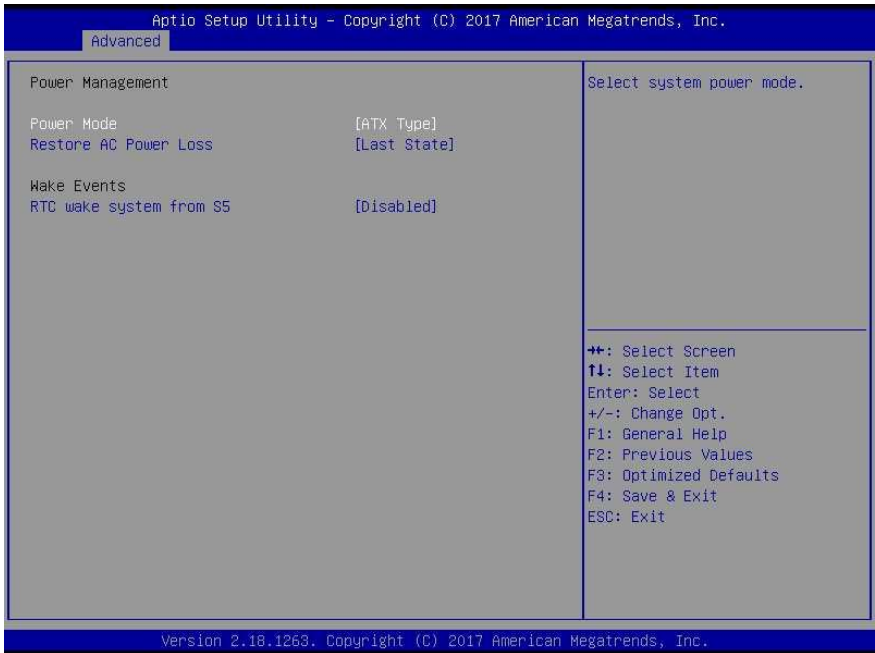 Aptio Setup Utility – Copyright (C) 2017 American Megatrends, Inc.
Advanced
Power Management
Power Mode [ATX Type]
Restore AC Power Loss [Last State]
Wake Events
RTC wake system from S5 [Disabled]
Select system power mode.
→←: Select Screen
↑↓: Select Item
Enter: Select
+/-: Change Opt.
F1: General Help
F2: Previous Values
F3: Optimized Defaults
F4: Save & Exit
ESC: Exit
Version 2.18.1263. Copyright (C) 2017 American Megatrends, Inc.